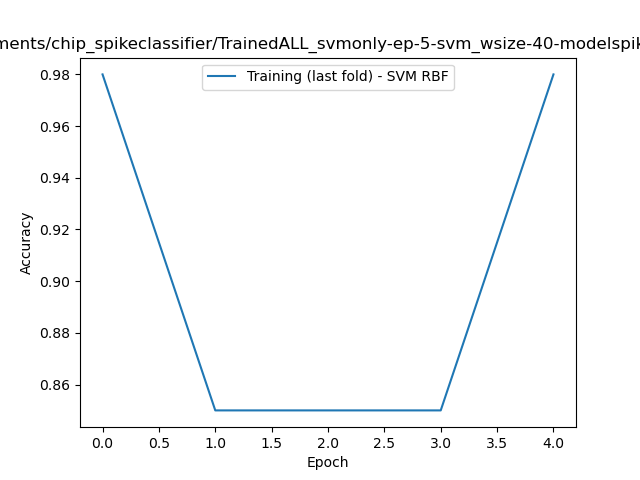 ments/chip_spikeclassifier/TrainedALL_svmonly-ep-5-svm_wsize-40-modelspik
Training (last fold) - SVM RBF
0.98
0.96
0.94
0.92
0.90
0.88
0.86
Accuracy
0.0 0.5 1.0 1.5 2.0 2.5 3.0 3.5 4.0
Epoch